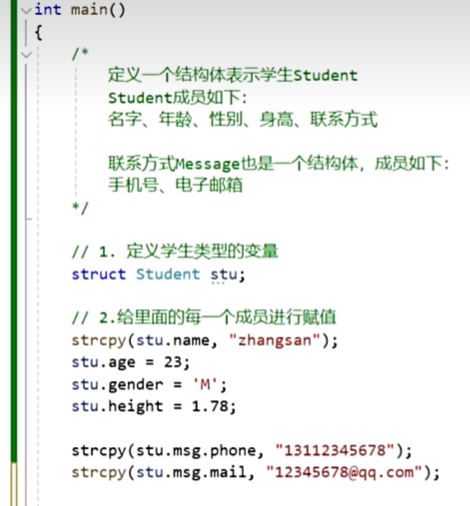 int main()
{
/*
定义一个结构体表示学生Student
Student成员如下：
名字、年龄、性别、身高、联系方式
联系方式Message也是一个结构体，成员如下：
手机号、电子邮箱
*/
// 1. 定义学生类型的变量
struct Student stu;
// 2.给里面的每一个成员进行赋值
strcpy(stu.name, "zhangsan");
stu.age = 23;
stu.gender = 'M';
stu.height = 1.78;
strcpy(stu.msg.phone, "13112345678");
strcpy(stu.msg.mail, "12345678@qq.com");